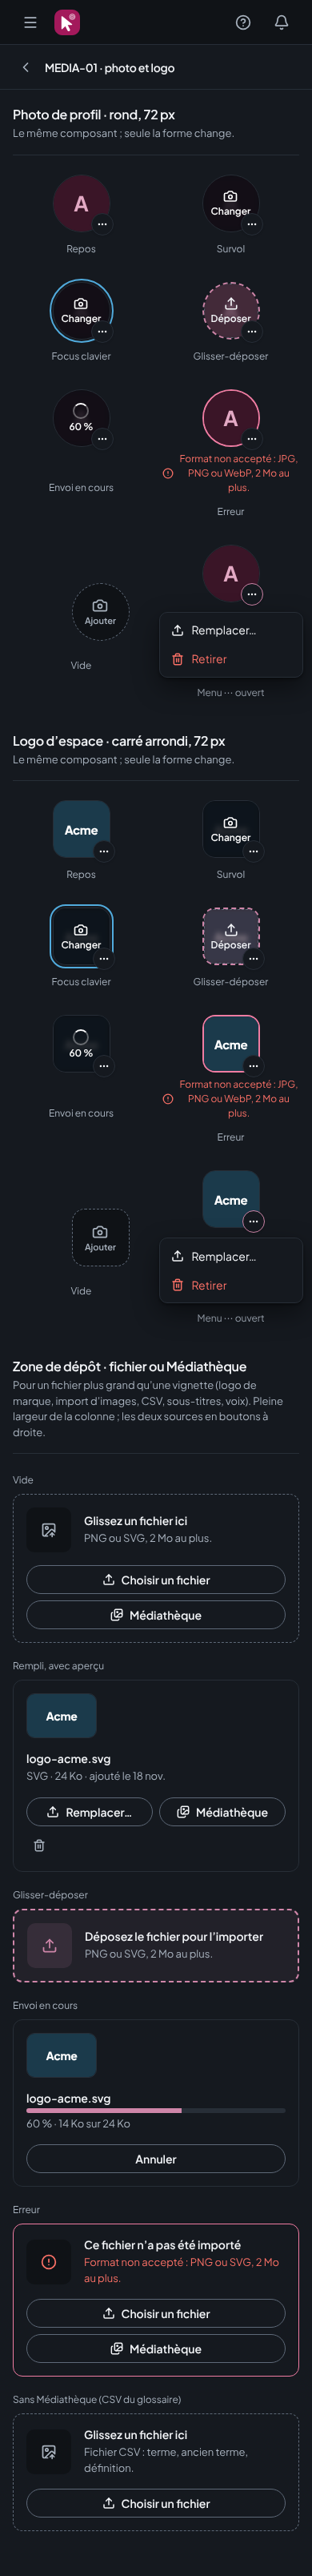 MEDIA-01 · photo et logo
Photo de profil · rond, 72 px
Le même composant ; seule la forme change.
A
Changer
Repos
Survol
Changer
Déposer
Focus clavier
Glisser-déposer
60 %
A
Format non accepté : JPG,
PNG ou WebP, 2 Mo au
plus.
Envoi en cours
Erreur
A
Ajouter
Remplacer…
Retirer
Vide
Menu ··· ouvert
Logo d’espace · carré arrondi, 72 px
Le même composant ; seule la forme change.
Acme
Changer
Repos
Survol
Changer
Déposer
Focus clavier
Glisser-déposer
60 %
Acme
Format non accepté : JPG,
PNG ou WebP, 2 Mo au
plus.
Envoi en cours
Erreur
Acme
Ajouter
Remplacer…
Retirer
Vide
Menu ··· ouvert
Zone de dépôt · fichier ou Médiathèque
Pour un fichier plus grand qu’une vignette (logo de
marque, import d’images, CSV, sous-titres, voix). Pleine
largeur de la colonne ; les deux sources en boutons à
droite.
Vide
Glissez un fichier ici
PNG ou SVG, 2 Mo au plus.
Choisir un fichier
Médiathèque
Rempli, avec aperçu
Acme
logo-acme.svg
SVG · 24 Ko · ajouté le 18 nov.
Remplacer…
Médiathèque
Glisser-déposer
Déposez le fichier pour l’importer
PNG ou SVG, 2 Mo au plus.
Envoi en cours
Acme
logo-acme.svg
60 % · 14 Ko sur 24 Ko
Annuler
Erreur
Ce fichier n’a pas été importé
Format non accepté : PNG ou SVG, 2 Mo
au plus.
Choisir un fichier
Médiathèque
Sans Médiathèque (CSV du glossaire)
Glissez un fichier ici
Fichier CSV : terme, ancien terme,
définition.
Choisir un fichier